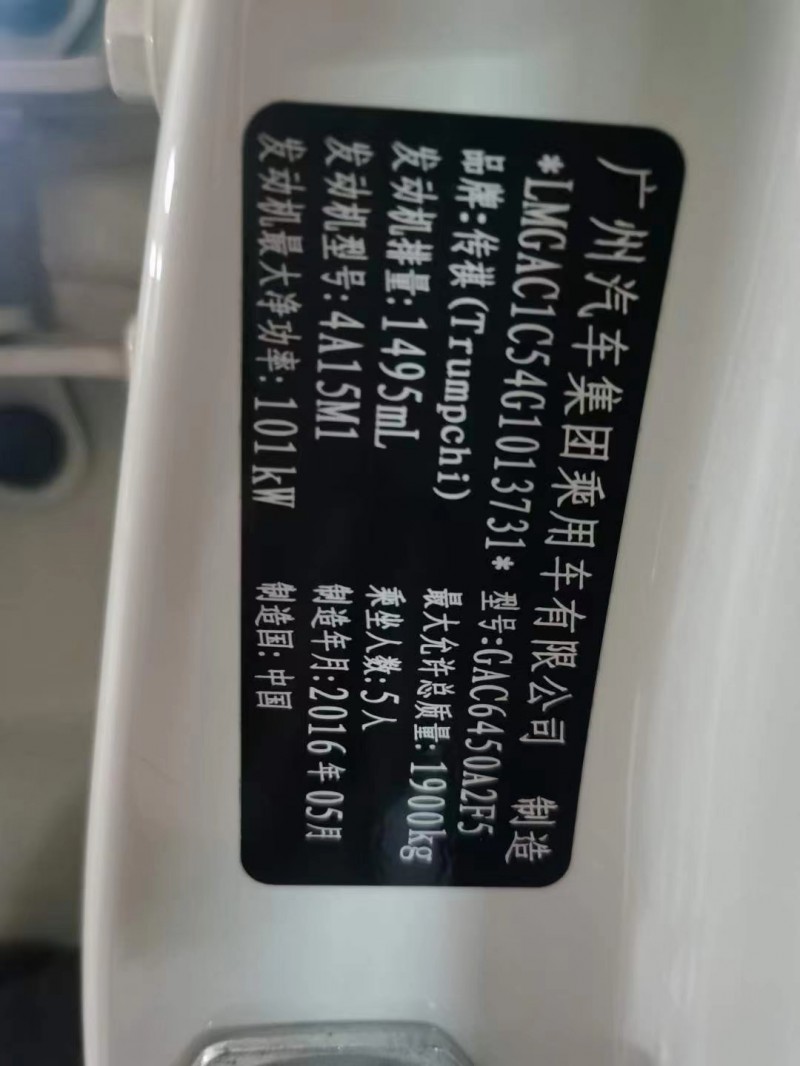 广州汽车集团乘用车有限公司 制造
*LMGAC1C54G1013731*
品牌:传祺(Trumpchi) 型号:GAC6450A2F5
发动机排量:1495mL 最大允许总质量:1900kg
发动机型号:4A15M1 乘坐人数:5人
发动机最大净功率:101kW 制造年月:2016年05月
制造国:中国